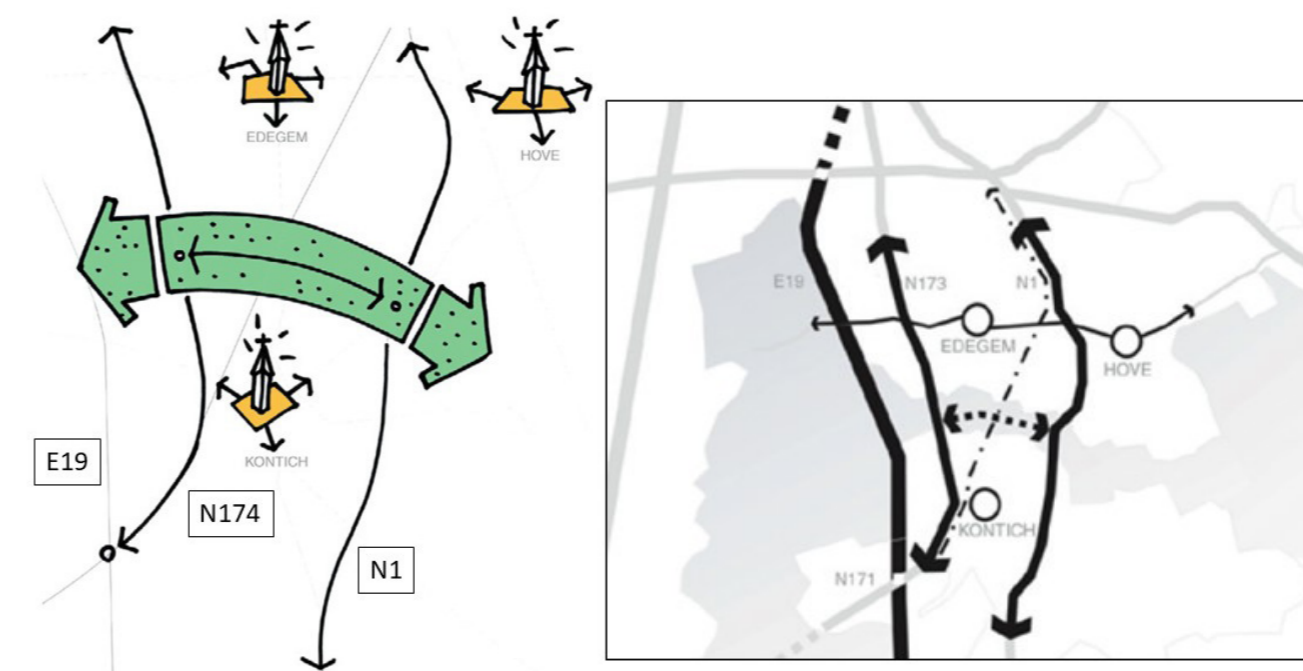 EDEGEM
HOVE
KONTICH
E19
N174
N1
E19
N173
N1
EDEGEM
HOVE
KONTICH
N171